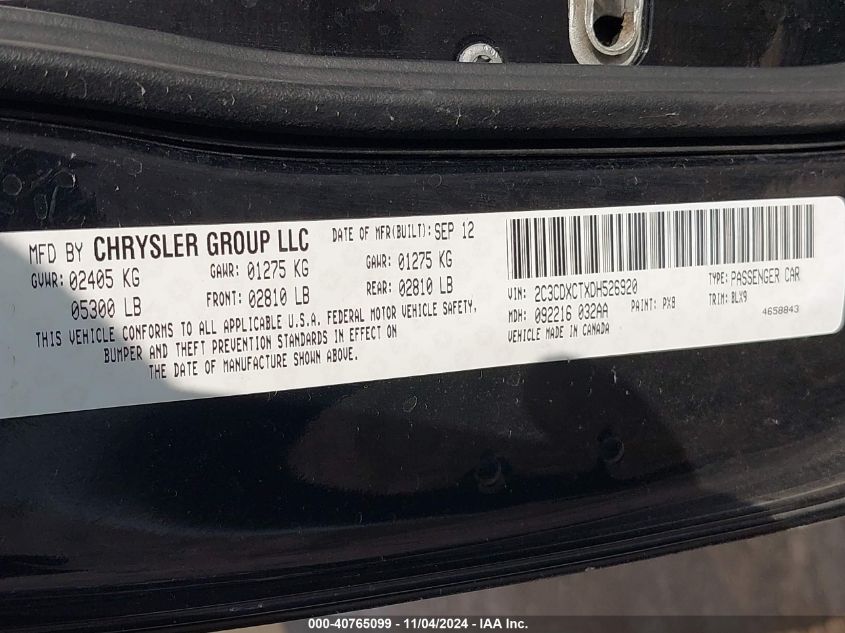 MFD BY CHRYSLER GROUP LLC DATE OF MFR(BUILT): SEP 12
GVWR: 02405 KG GAWR: 01275 KG GAWR: 01275 KG
05300 LB FRONT: 02810 LB REAR: 02810 LB
THIS VEHICLE CONFORMS TO ALL APPLICABLE U.S.A. FEDERAL MOTOR VEHICLE SAFETY,
BUMPER AND THEFT PREVENTION STANDARDS IN EFFECT ON
THE DATE OF MANUFACTURE SHOWN ABOVE.
VIN: 2C3CDXCTXDH526920 TYPE: PASSENGER CAR
MDH: 092216 032AA PAINT: PX8 TRIM: BLX9
VEHICLE MADE IN CANADA 4658843
000-40765099 - 11/04/2024 - IAA Inc.